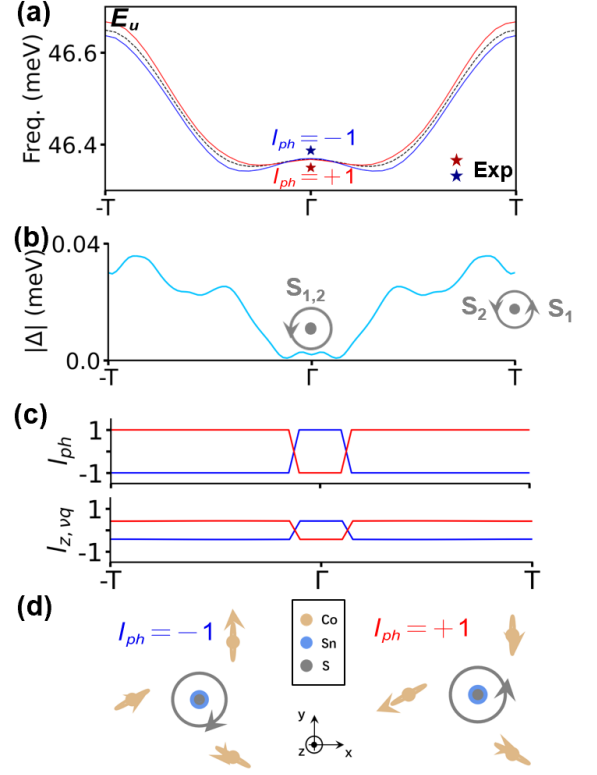 (a)
E_u
Freq. (meV)
46.6
46.4
l_ph = −1
l_ph = +1
Exp
-T Γ T
(b)
|Δ| (meV)
0.04
0.0
S_1,2
S_2 S_1
-T Γ T
(c)
l_ph
1
-1
l_z,νq
1
-1
-T Γ T
(d)
l_ph = −1
l_ph = +1
Co
Sn
S
y
z x